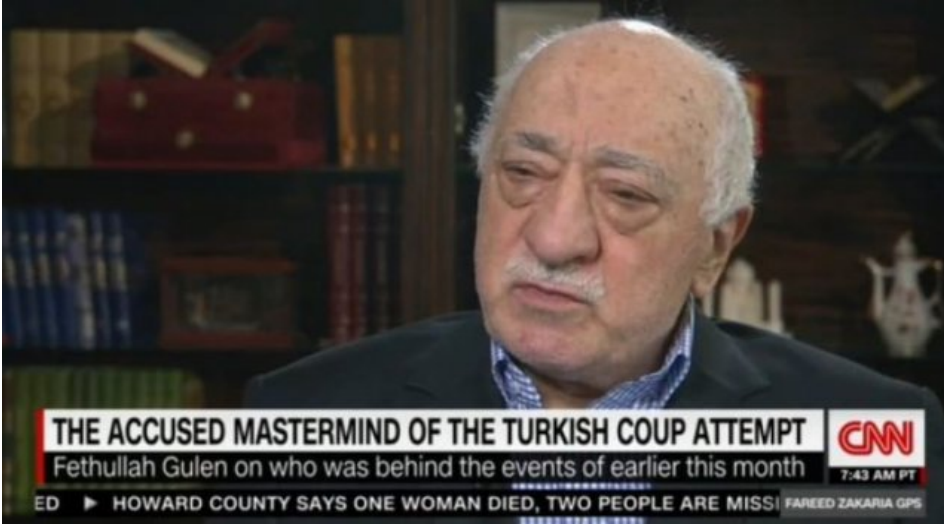 THE ACCUSED MASTERMIND OF THE TURKISH COUP ATTEMPT
CNN
Fethullah Gulen on who was behind the events of earlier this month
7:43 AM PT
ED ► HOWARD COUNTY SAYS ONE WOMAN DIED, TWO PEOPLE ARE MISSI
FAREED ZAKARIA GPS